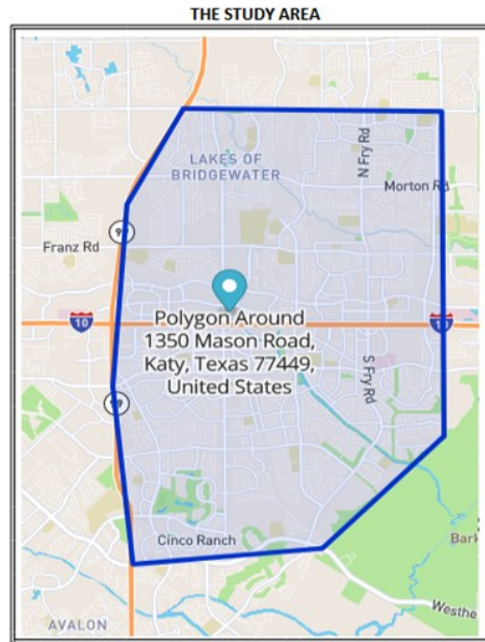 THE STUDY AREA
LAKES OF
BRIDGEWATER
N Fry Rd
Morton Rd
99
Franz Rd
10
10
Polygon Around
1350 Mason Road,
Katy, Texas 77449,
United States
99
S Fry Rd
Cinco Ranch
Bark
Westhe
AVALON